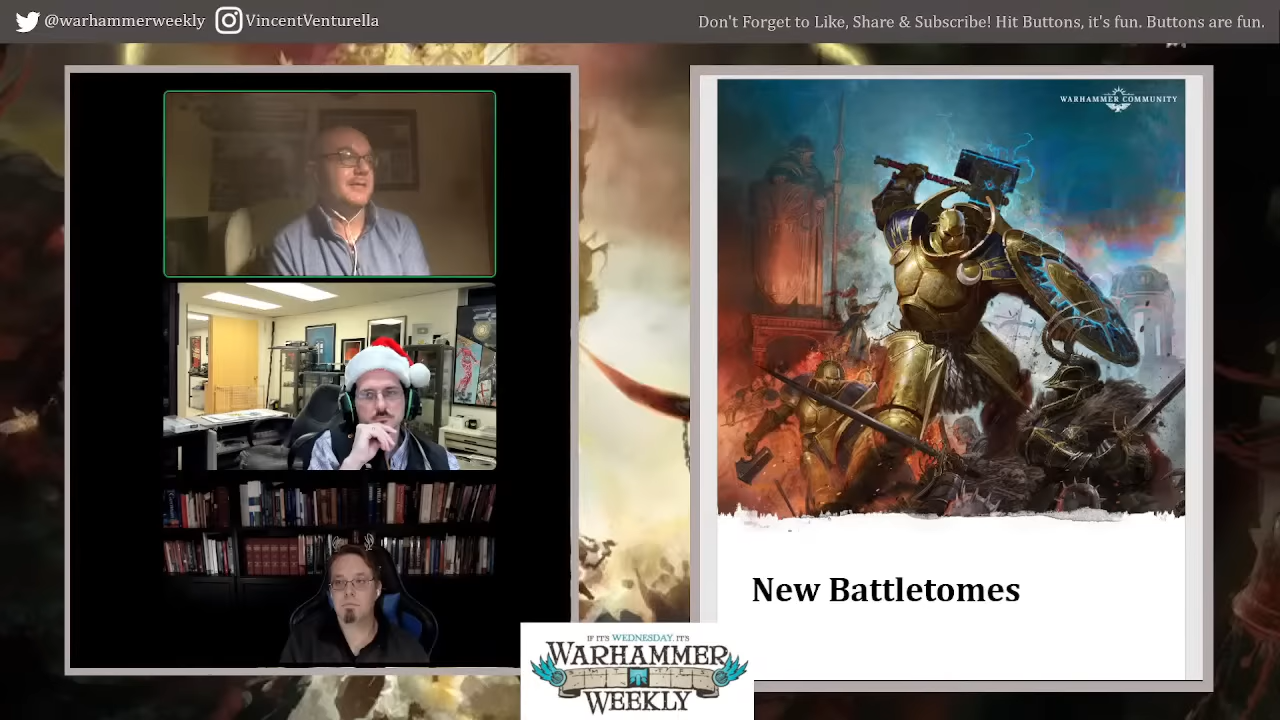 @warhammerweekly
VincentVenturella
Don't Forget to Like, Share & Subscribe! Hit Buttons, it's fun. Buttons are fun.
WARHAMMER COMMUNITY
New Battletomes
IF IT'S WEDNESDAY, IT'S
WARHAMMER
WEEKLY